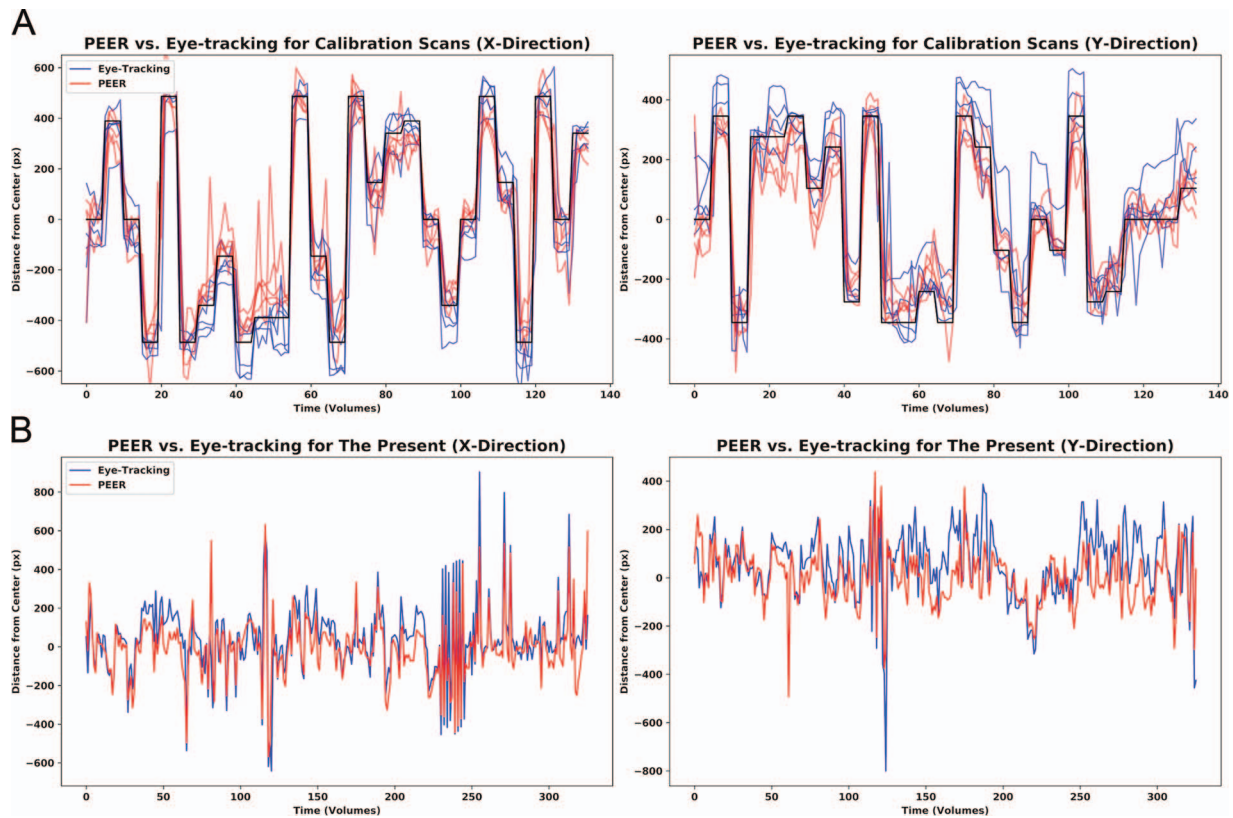 A
PEER vs. Eye-tracking for Calibration Scans (X-Direction)
PEER vs. Eye-tracking for Calibration Scans (Y-Direction)
Eye-Tracking
PEER
Distance from Center (px)
600
400
200
0
−200
−400
−600
0 20 40 60 80 100 120 140
Time (Volumes)
Distance from Center (px)
400
200
0
−200
−400
0 20 40 60 80 100 120 140
Time (Volumes)
B
PEER vs. Eye-tracking for The Present (X-Direction)
PEER vs. Eye-tracking for The Present (Y-Direction)
Eye-Tracking
PEER
Distance from Center (px)
800
600
400
200
0
−200
−400
−600
0 50 100 150 200 250 300
Time (Volumes)
Distance from Center (px)
400
200
0
−200
−400
−600
−800
0 50 100 150 200 250 300
Time (Volumes)